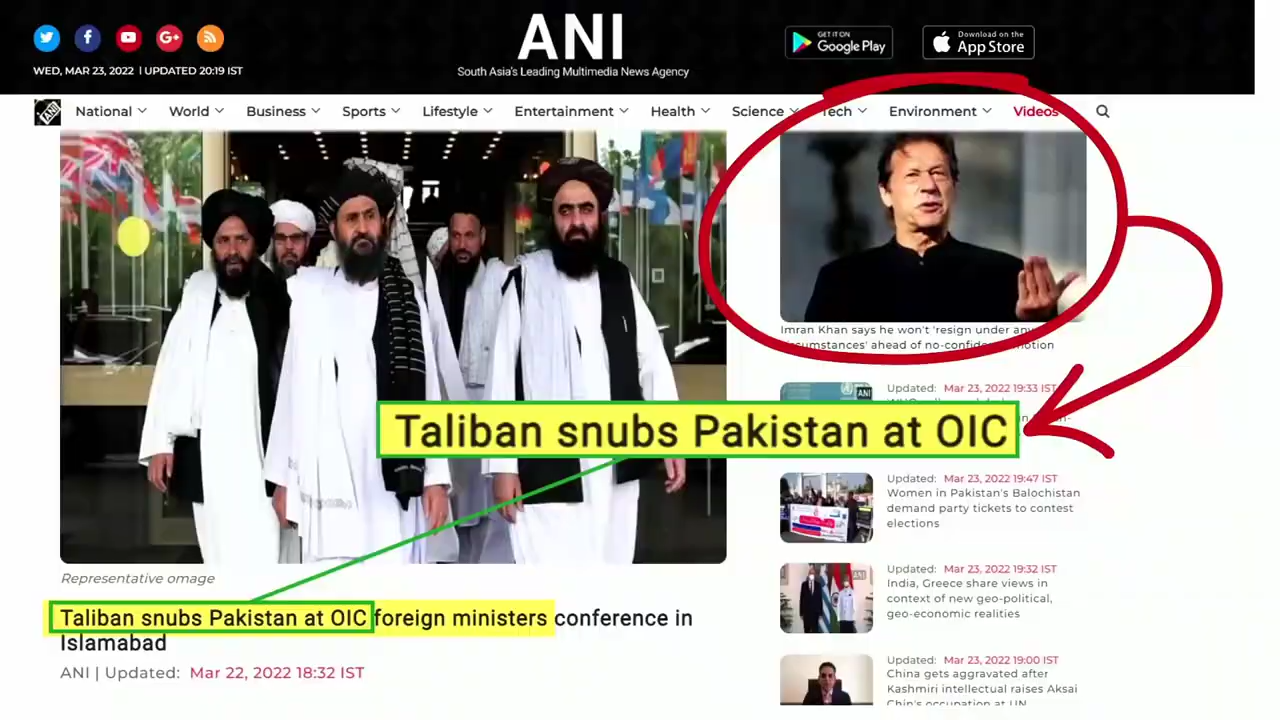 ANI
South Asia's Leading Multimedia News Agency
GET IT ON
Google Play
Download on the
App Store
WED, MAR 23, 2022 | UPDATED 20:19 IST
National World Business Sports Lifestyle Entertainment Health Science Tech Environment Videos
Representative omage
Taliban snubs Pakistan at OIC foreign ministers conference in
Islamabad
ANI | Updated: Mar 22, 2022 18:32 IST
Taliban snubs Pakistan at OIC
Imran Khan says he won't 'resign under any
circumstances' ahead of no-confidence motion
Updated: Mar 23, 2022 19:33 IST
Updated: Mar 23, 2022 19:47 IST
Women in Pakistan's Balochistan
demand party tickets to contest
elections
Updated: Mar 23, 2022 19:32 IST
India, Greece share views in
context of new geo-political,
geo-economic realities
Updated: Mar 23, 2022 19:00 IST
China gets aggravated after
Kashmiri intellectual raises Aksai
Chin's occupation at UN